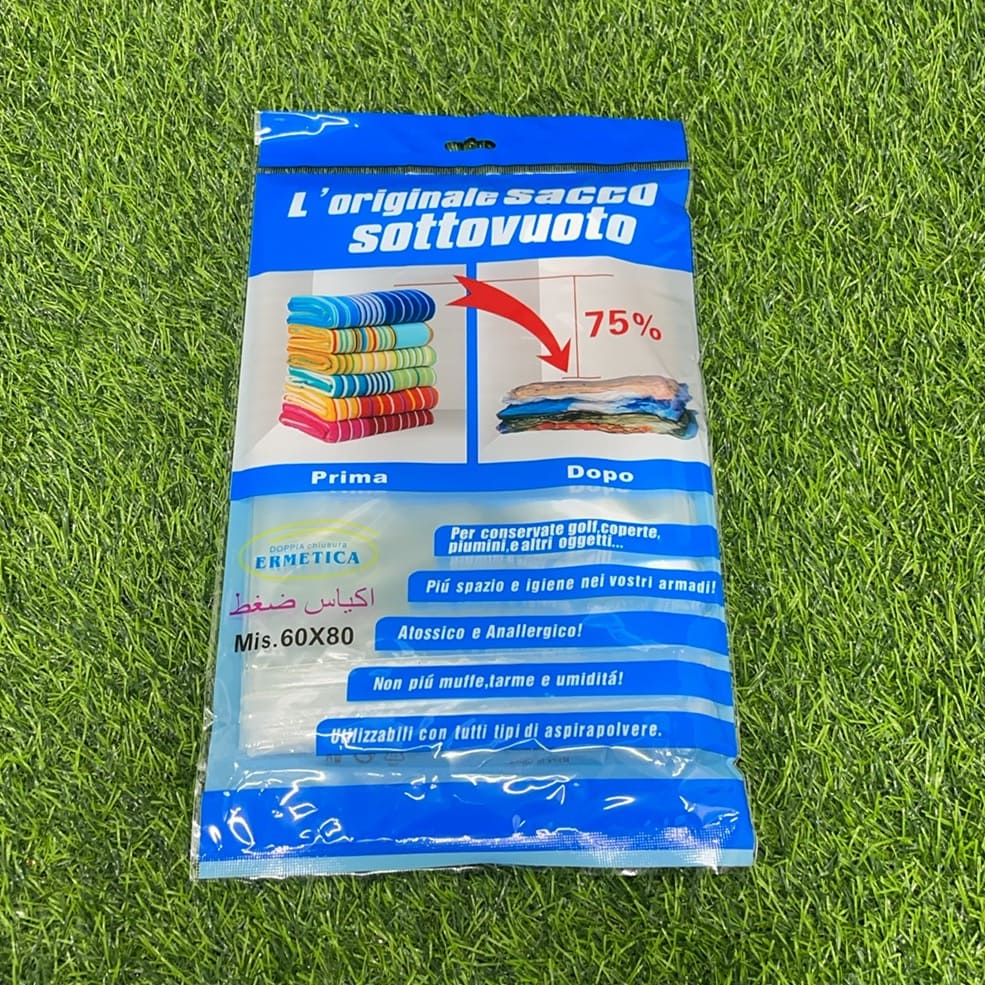 L'originale sacco
sottovuoto
75%
Prima
Dopo
DOPPIA chiusura
ERMETICA
اكياس ضغط
Mis.60X80
Per conservate golf,coperte,
piumini,e altri oggetti...
Piú spazio e igiene nei vostri armadi!
Atossico e Anallergico!
Non piú muffe,tarme e umiditá!
Utilizzabili con tutti tipi di aspirapolvere.